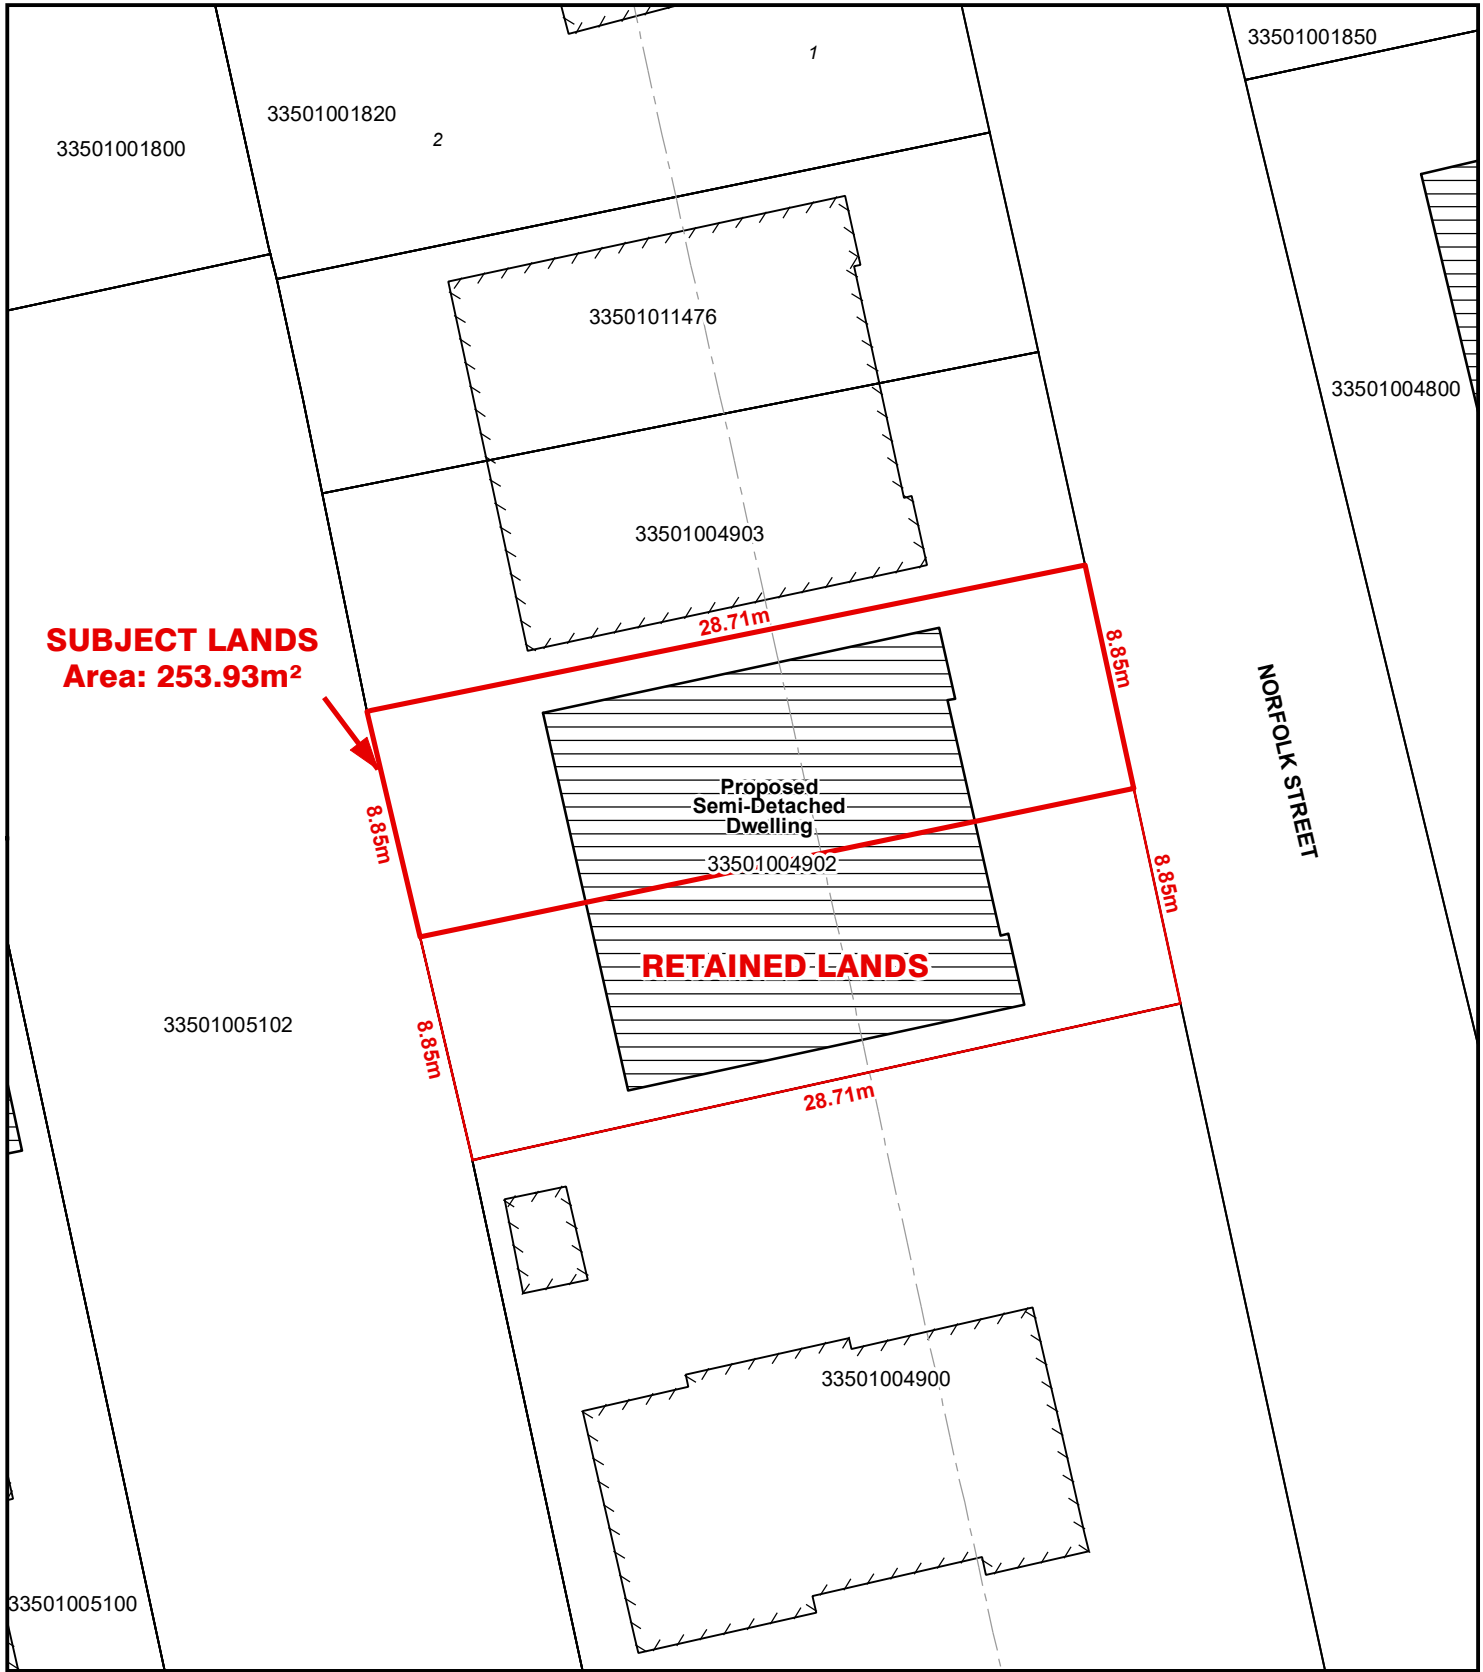 33501001850
1
33501001820
2
33501001800
33501011476
33501004800
33501004903
28.71m
SUBJECT LANDS
Area: 253.93m²
8.85m
NORFOLK STREET
Proposed
Semi-Detached
Dwelling
8.85m
33501004902
8.85m
RETAINED LANDS
33501005102
8.85m
28.71m
33501004900
33501005100